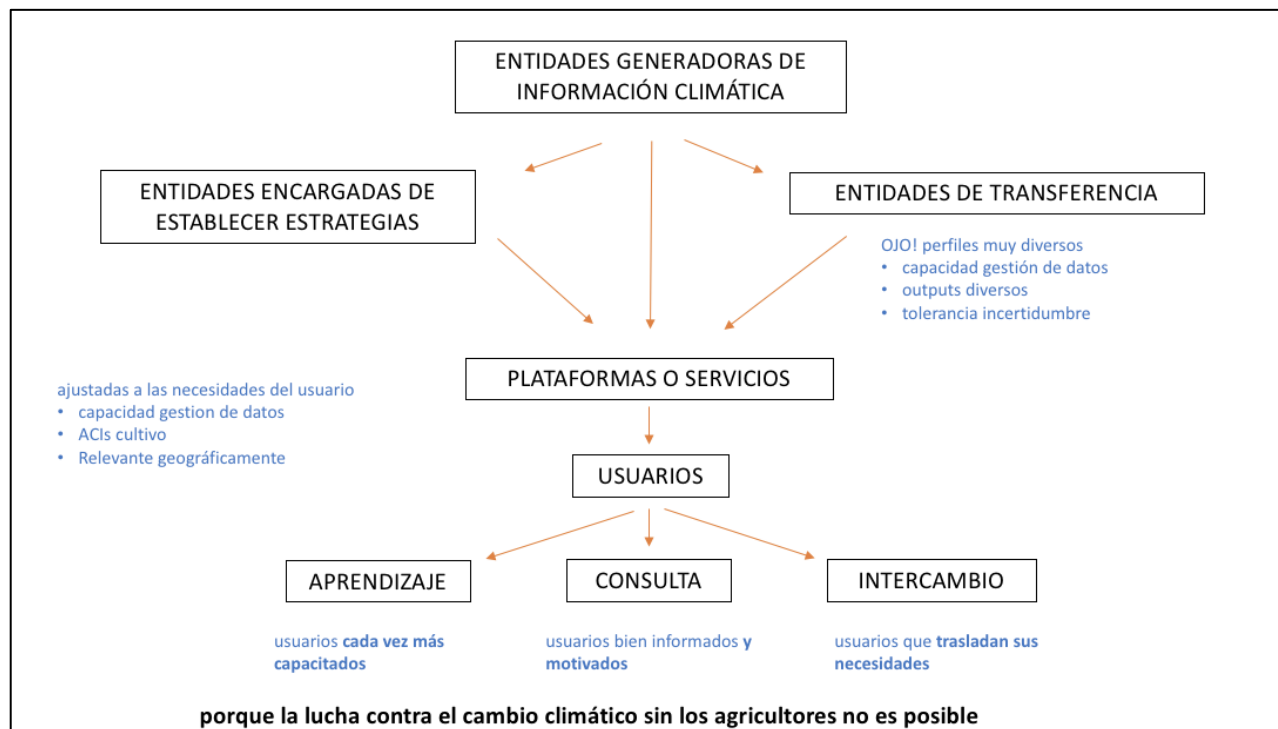 ENTIDADES GENERADORAS DE
INFORMACIÓN CLIMÁTICA
ENTIDADES ENCARGADAS DE
ESTABLECER ESTRATEGIAS
ENTIDADES DE TRANSFERENCIA
OJO! perfiles muy diversos
• capacidad gestión de datos
• outputs diversos
• tolerancia incertidumbre
PLATAFORMAS O SERVICIOS
ajustadas a las necesidades del usuario
• capacidad gestion de datos
• ACIs cultivo
• Relevante geográficamente
USUARIOS
APRENDIZAJE
CONSULTA
INTERCAMBIO
usuarios cada vez más
capacitados
usuarios bien informados y
motivados
usuarios que trasladan sus
necesidades
porque la lucha contra el cambio climático sin los agricultores no es posible